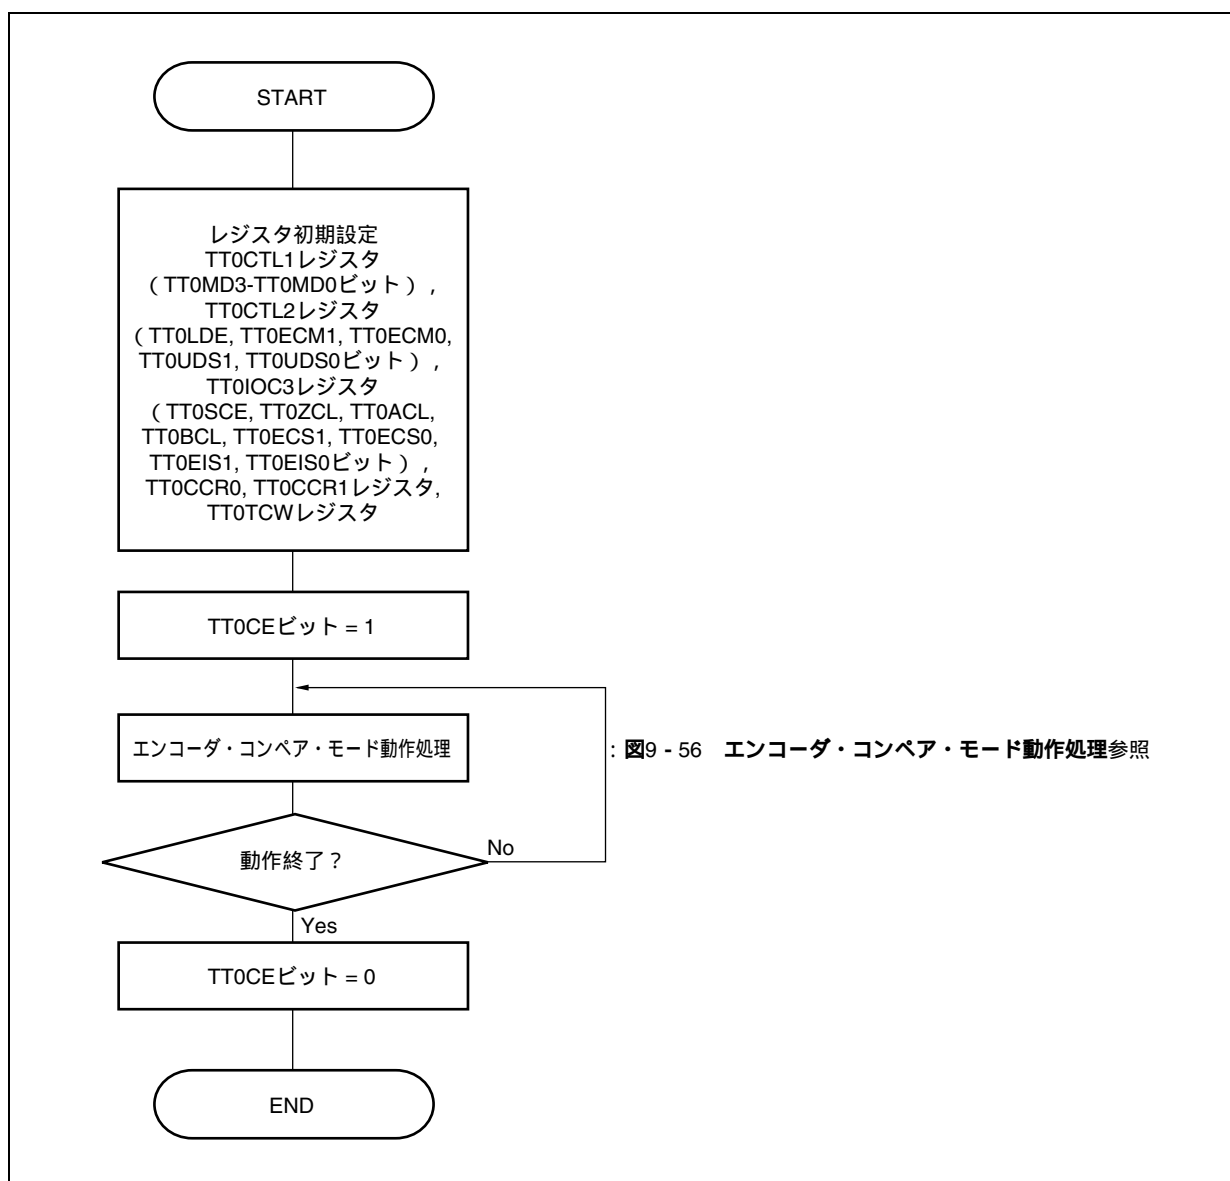 START
レジスタ初期設定
TT0CTL1レジスタ
（TT0MD3-TT0MD0ビット）,
TT0CTL2レジスタ
（TT0LDE, TT0ECM1, TT0ECM0,
TT0UDS1, TT0UDS0ビット）,
TT0IOC3レジスタ
（TT0SCE, TT0ZCL, TT0ACL,
TT0BCL, TT0ECS1, TT0ECS0,
TT0EIS1, TT0EIS0ビット）,
TT0CCR0, TT0CCR1レジスタ,
TT0TCWレジスタ
TT0CEビット = 1
エンコーダ・コンペア・モード動作処理
: 図9 - 56　エンコーダ・コンペア・モード動作処理参照
動作終了？
No
Yes
TT0CEビット = 0
END